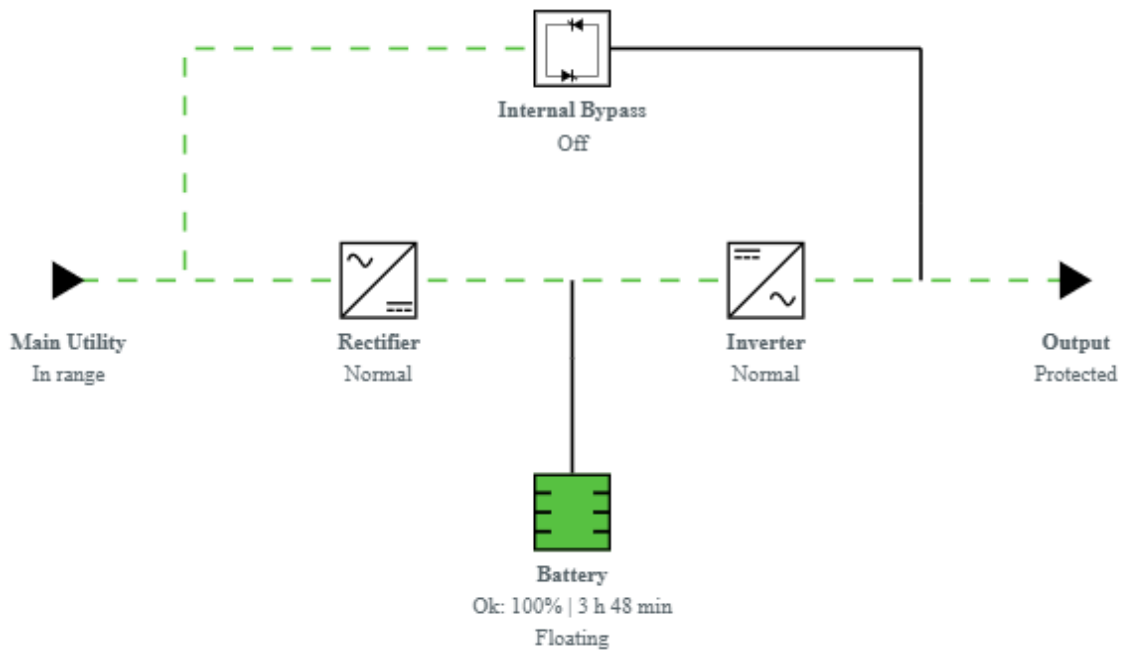 Internal Bypass
Off
Main Utility
In range
Rectifier
Normal
Inverter
Normal
Output
Protected
Battery
Ok: 100% | 3 h 48 min
Floating